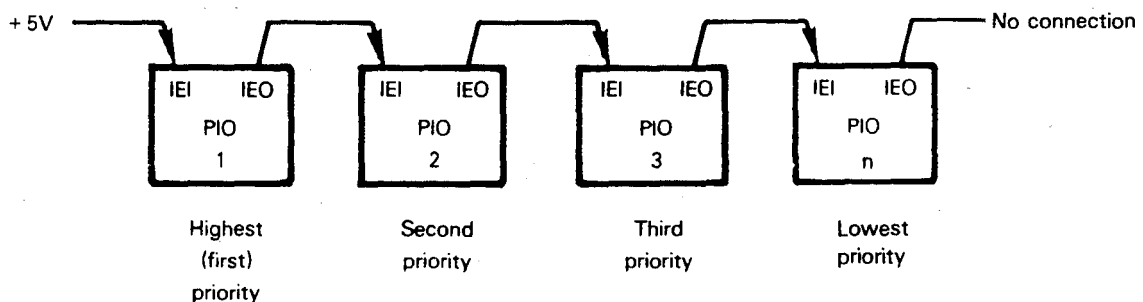 + 5V
No connection
IEI IEO
PIO
1
IEI IEO
PIO
2
IEI IEO
PIO
3
IEI IEO
PIO
n
Highest
(first)
priority
Second
priority
Third
priority
Lowest
priority